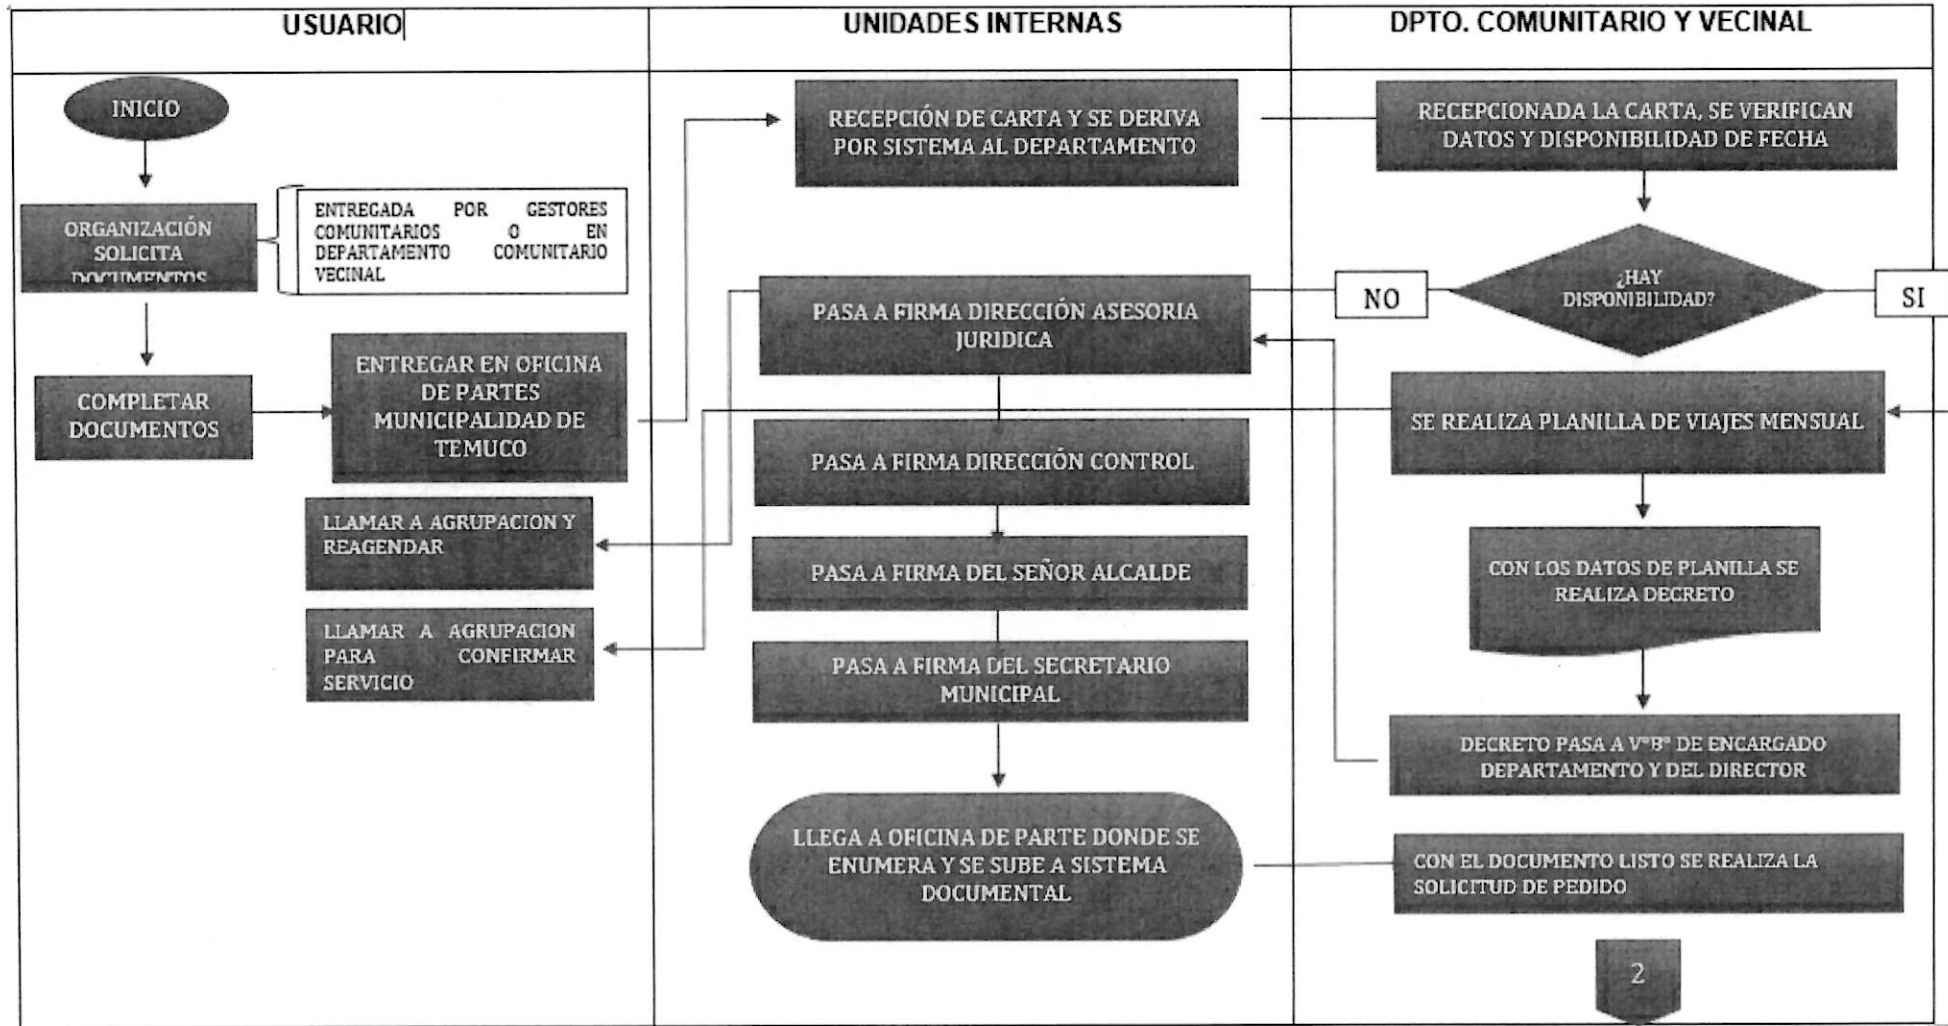 USUARIO
UNIDADES INTERNAS
DPTO. COMUNITARIO Y VECINAL
INICIO
ORGANIZACIÓN
SOLICITA
DOCUMENTOS
ENTREGADA POR GESTORES
COMUNITARIOS O EN
DEPARTAMENTO COMUNITARIO
VECINAL
COMPLETAR
DOCUMENTOS
ENTREGAR EN OFICINA
DE PARTES
MUNICIPALIDAD DE
TEMUCO
LLAMAR A AGRUPACION Y
REAGENDAR
LLAMAR A AGRUPACION
PARA CONFIRMAR
SERVICIO
RECEPCIÓN DE CARTA Y SE DERIVA
POR SISTEMA AL DEPARTAMENTO
PASA A FIRMA DIRECCIÓN ASESORIA
JURIDICA
PASA A FIRMA DIRECCIÓN CONTROL
PASA A FIRMA DEL SEÑOR ALCALDE
PASA A FIRMA DEL SECRETARIO
MUNICIPAL
LLEGA A OFICINA DE PARTE DONDE SE
ENUMERA Y SE SUBE A SISTEMA
DOCUMENTAL
RECEPCIONADA LA CARTA, SE VERIFICAN
DATOS Y DISPONIBILIDAD DE FECHA
NO
¿HAY
DISPONIBILIDAD?
SI
SE REALIZA PLANILLA DE VIAJES MENSUAL
CON LOS DATOS DE PLANILLA SE
REALIZA DECRETO
DECRETO PASA A V°B° DE ENCARGADO
DEPARTAMENTO Y DEL DIRECTOR
CON EL DOCUMENTO LISTO SE REALIZA LA
SOLICITUD DE PEDIDO
2